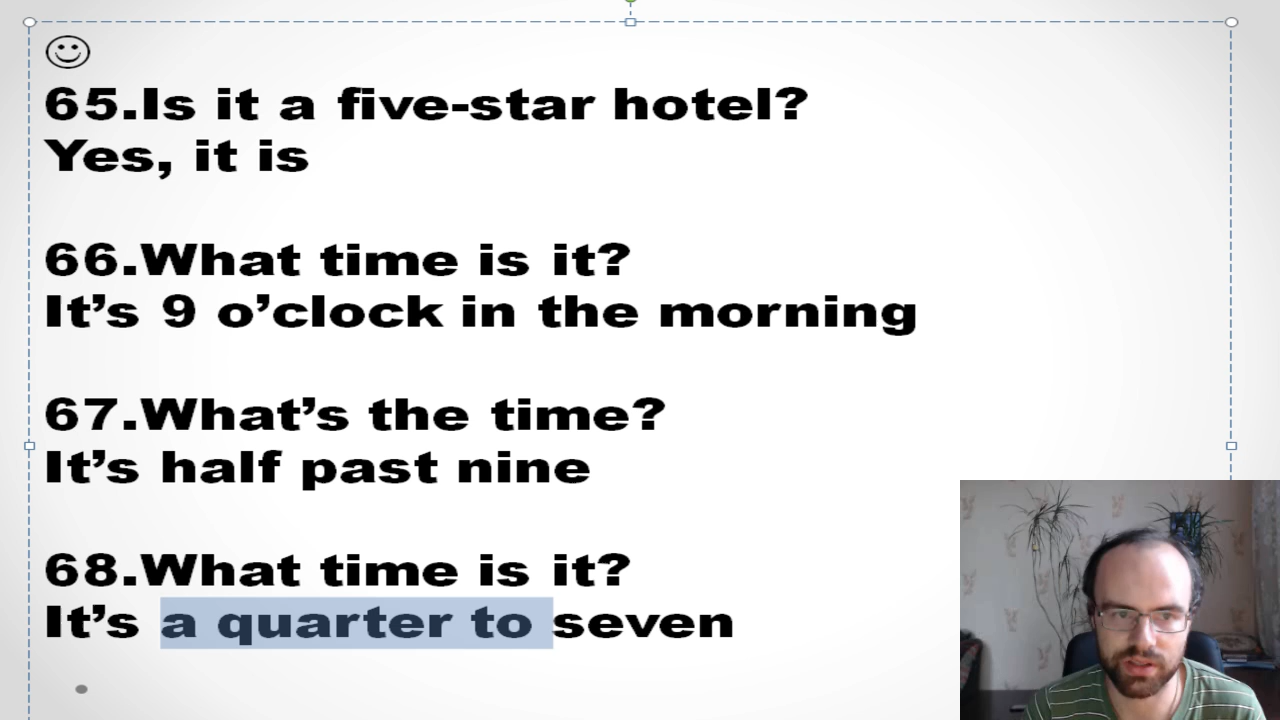 65.Is it a five-star hotel?
Yes, it is
66.What time is it?
It’s 9 o’clock in the morning
67.What’s the time?
It’s half past nine
68.What time is it?
It’s a quarter to seven